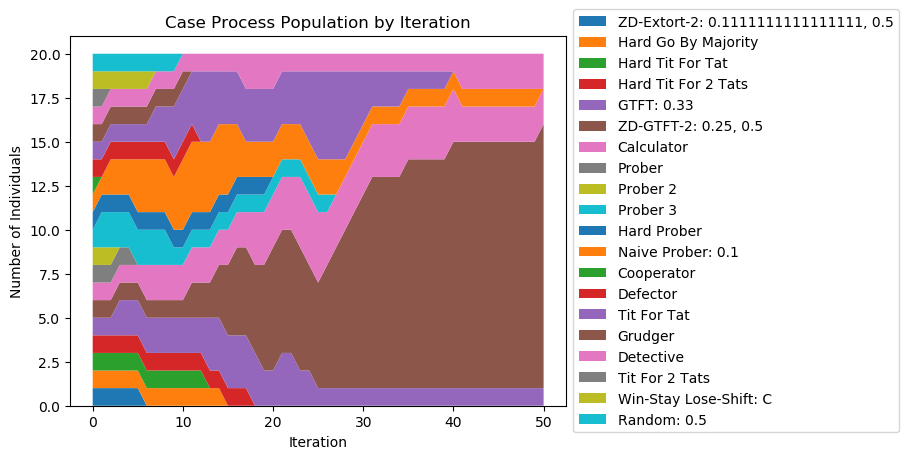 Case Process Population by Iteration
20.0
17.5
15.0
12.5
10.0
7.5
5.0
2.5
0.0
Number of Individuals
0
10
20
30
40
50
Iteration
ZD-Extort-2: 0.1111111111111111, 0.5
Hard Go By Majority
Hard Tit For Tat
Hard Tit For 2 Tats
GTFT: 0.33
ZD-GTFT-2: 0.25, 0.5
Calculator
Prober
Prober 2
Prober 3
Hard Prober
Naive Prober: 0.1
Cooperator
Defector
Tit For Tat
Grudger
Detective
Tit For 2 Tats
Win-Stay Lose-Shift: C
Random: 0.5